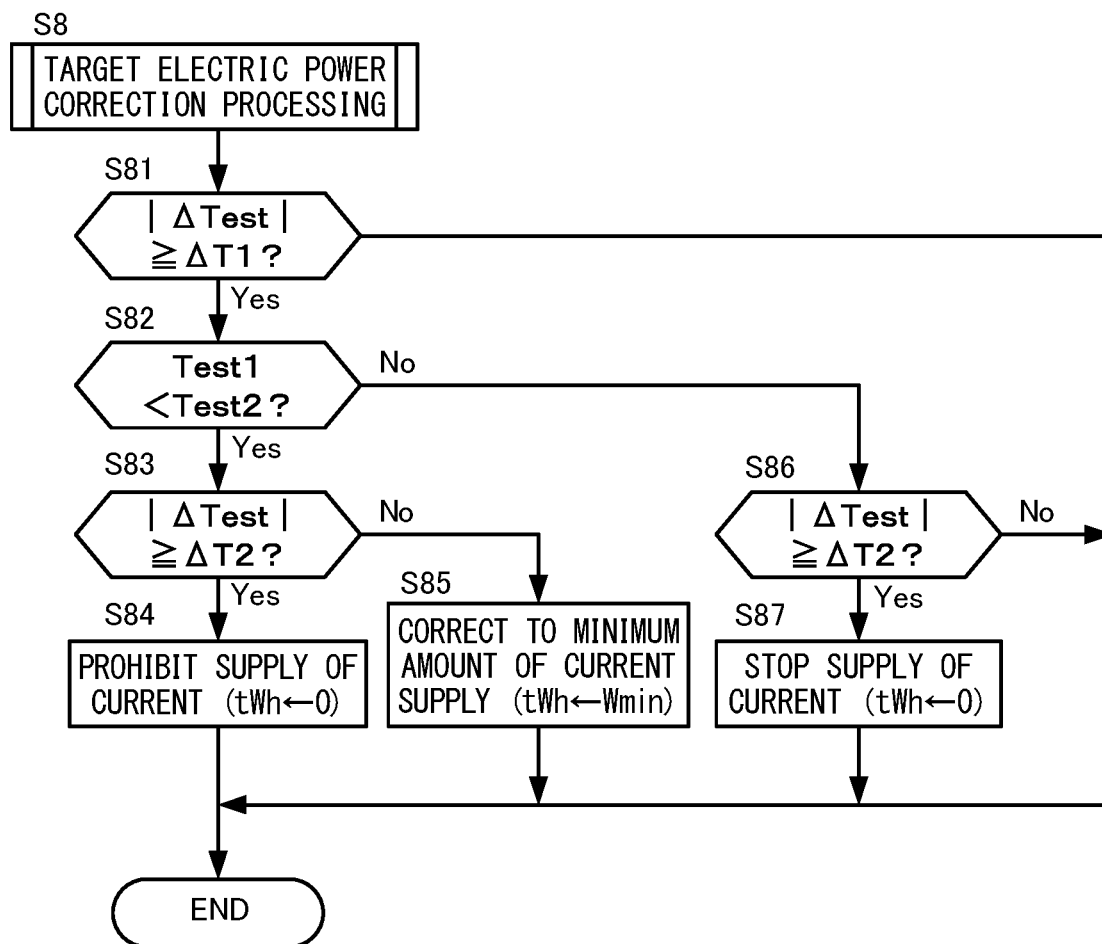 S8
TARGET ELECTRIC POWER
CORRECTION PROCESSING
S81
| ΔTest |
≧ΔT1?
Yes
S82
Test1
<Test2?
No
Yes
S83
| ΔTest |
≧ΔT2?
No
Yes
S86
| ΔTest |
≧ΔT2?
No
Yes
S84
PROHIBIT SUPPLY OF
CURRENT (tWh←0)
S85
CORRECT TO MINIMUM
AMOUNT OF CURRENT
SUPPLY (tWh←Wmin)
S87
STOP SUPPLY OF
CURRENT (tWh←0)
END